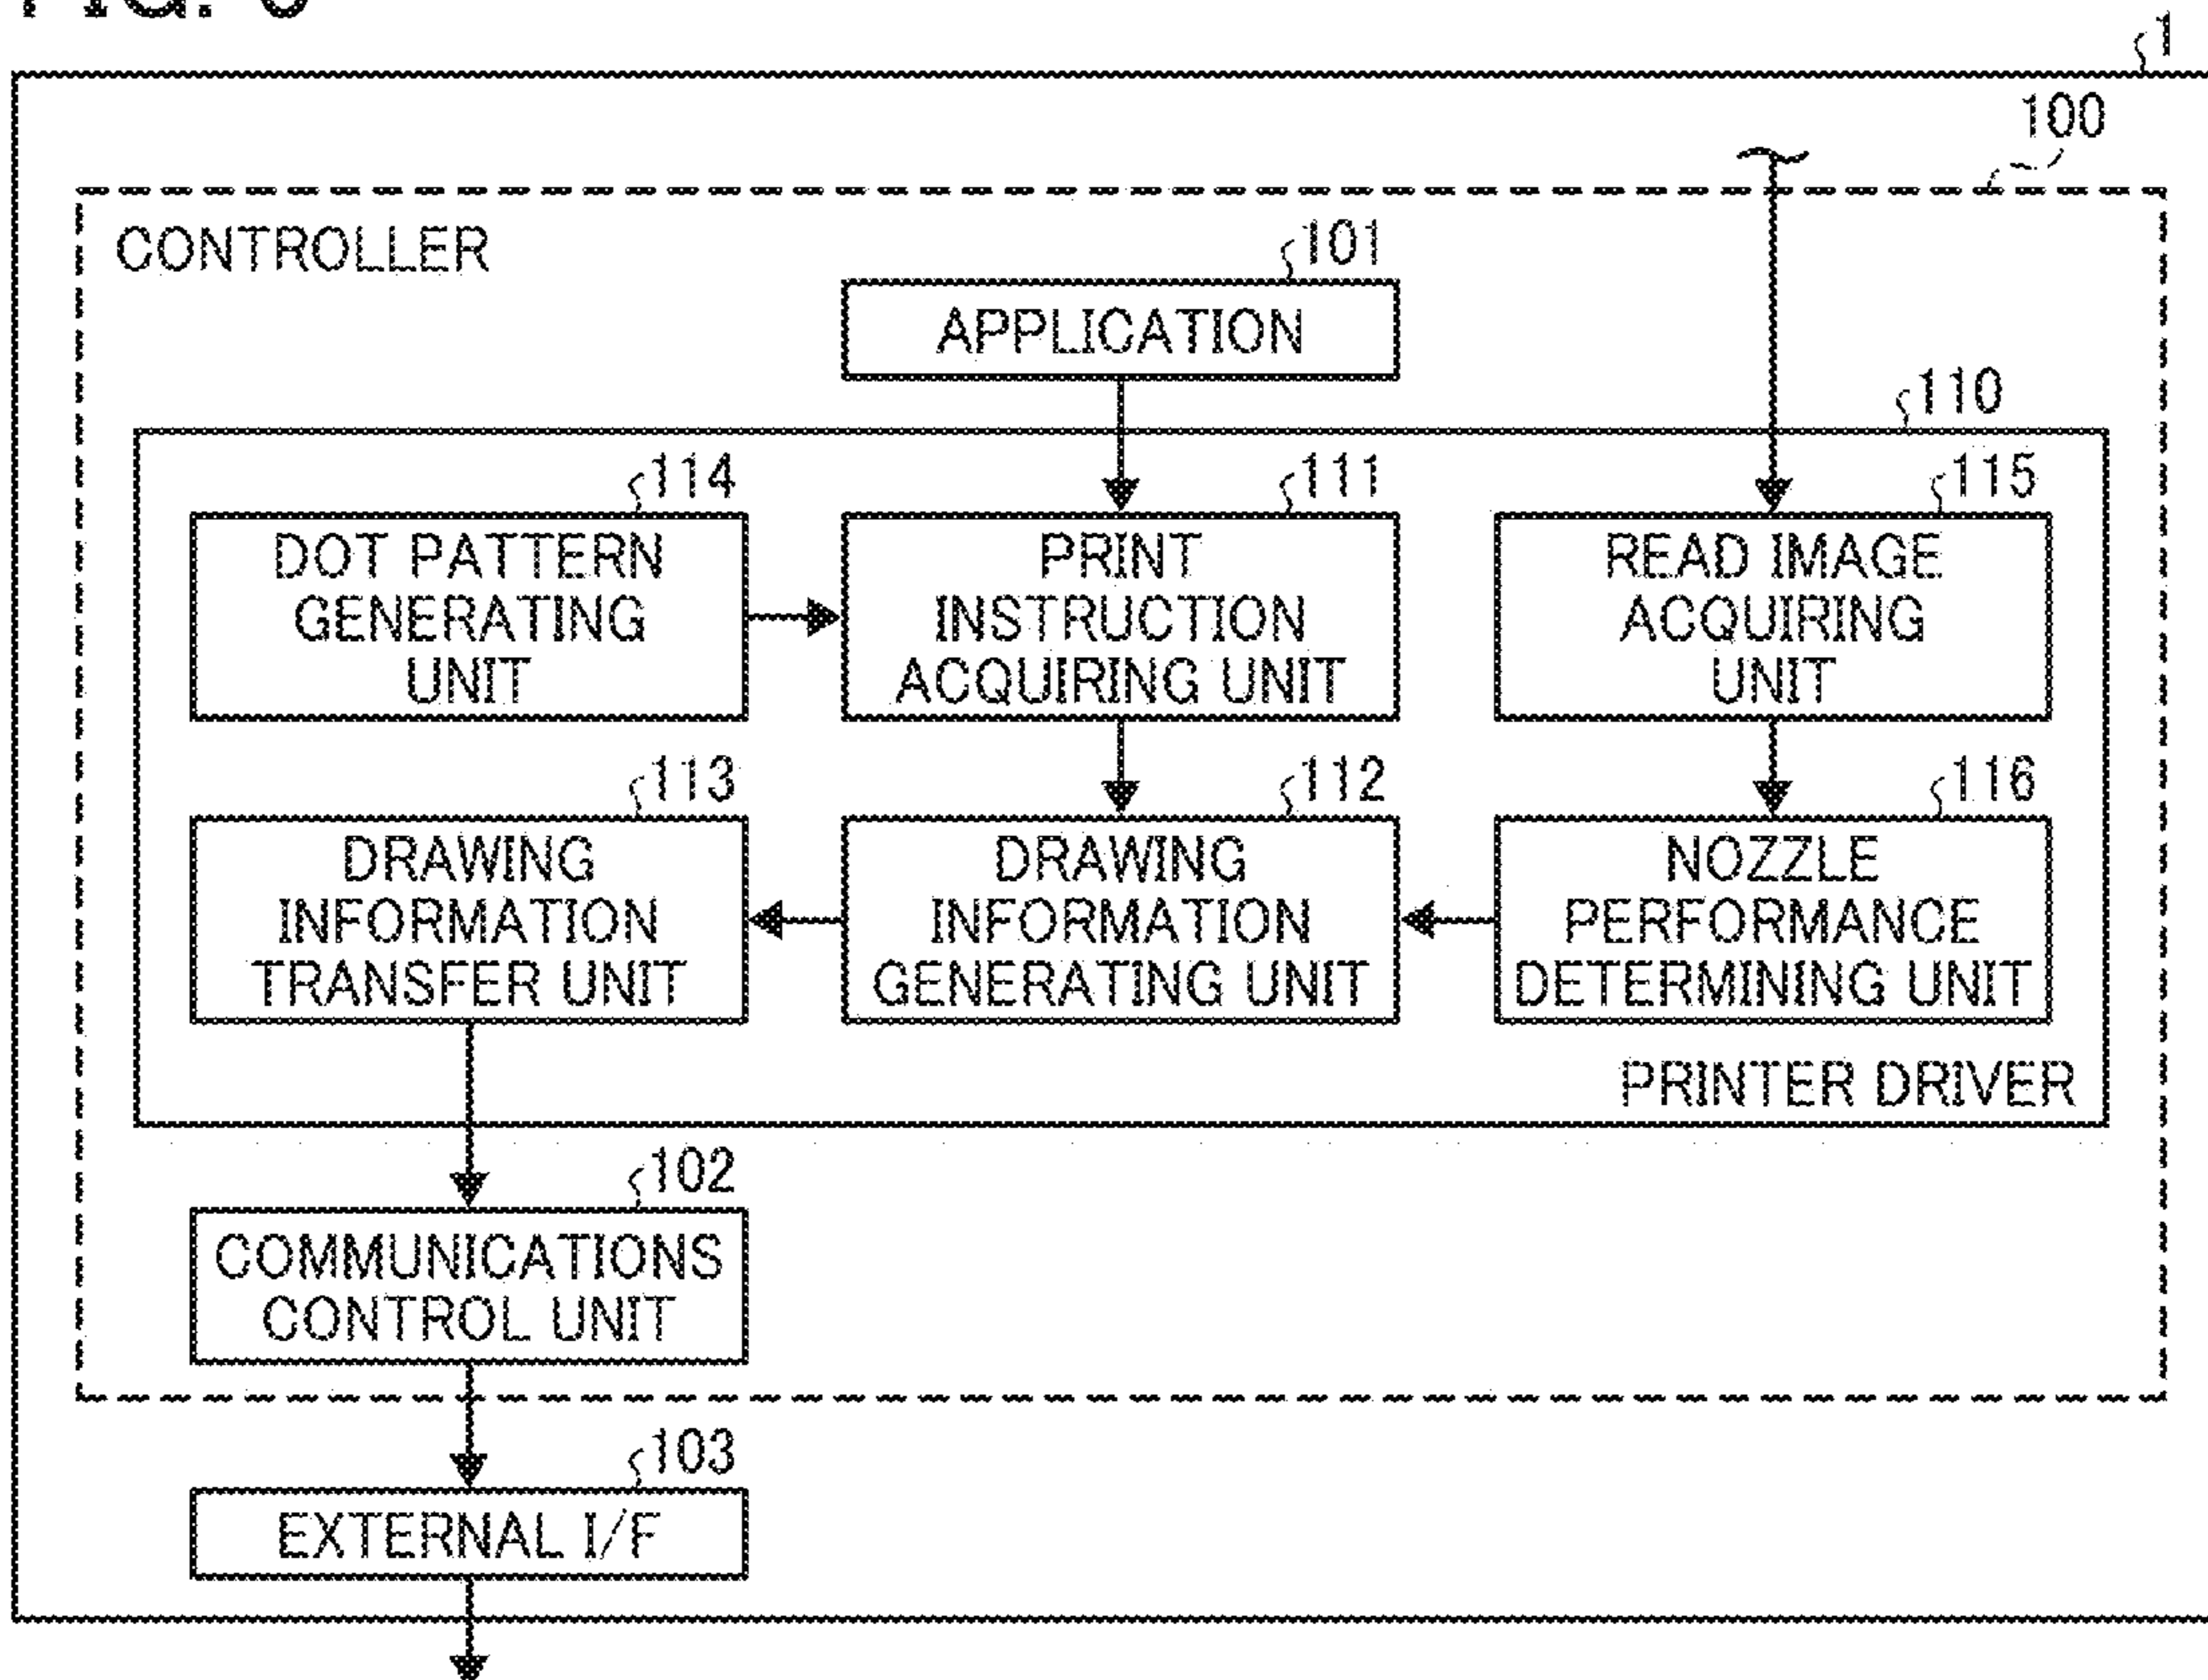 1
100
CONTROLLER
101
APPLICATION
110
114
DOT PATTERN
GENERATING
UNIT
111
PRINT
INSTRUCTION
ACQUIRING UNIT
115
READ IMAGE
ACQUIRING
UNIT
113
DRAWING
INFORMATION
TRANSFER UNIT
112
DRAWING
INFORMATION
GENERATING UNIT
116
NOZZLE
PERFORMANCE
DETERMINING UNIT
PRINTER DRIVER
102
COMMUNICATIONS
CONTROL UNIT
103
EXTERNAL I/F